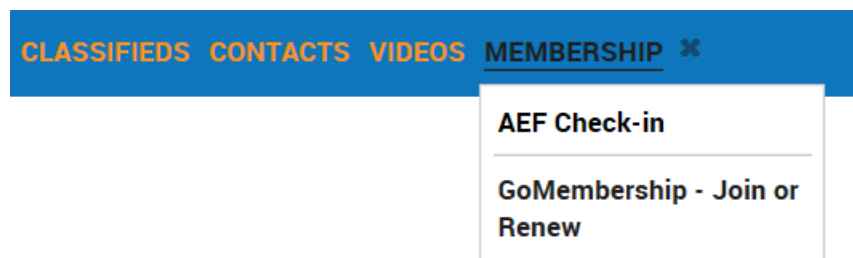 CLASSIFIEDS CONTACTS VIDEOS MEMBERSHIP ✖
AEF Check-in
GoMembership - Join or
Renew